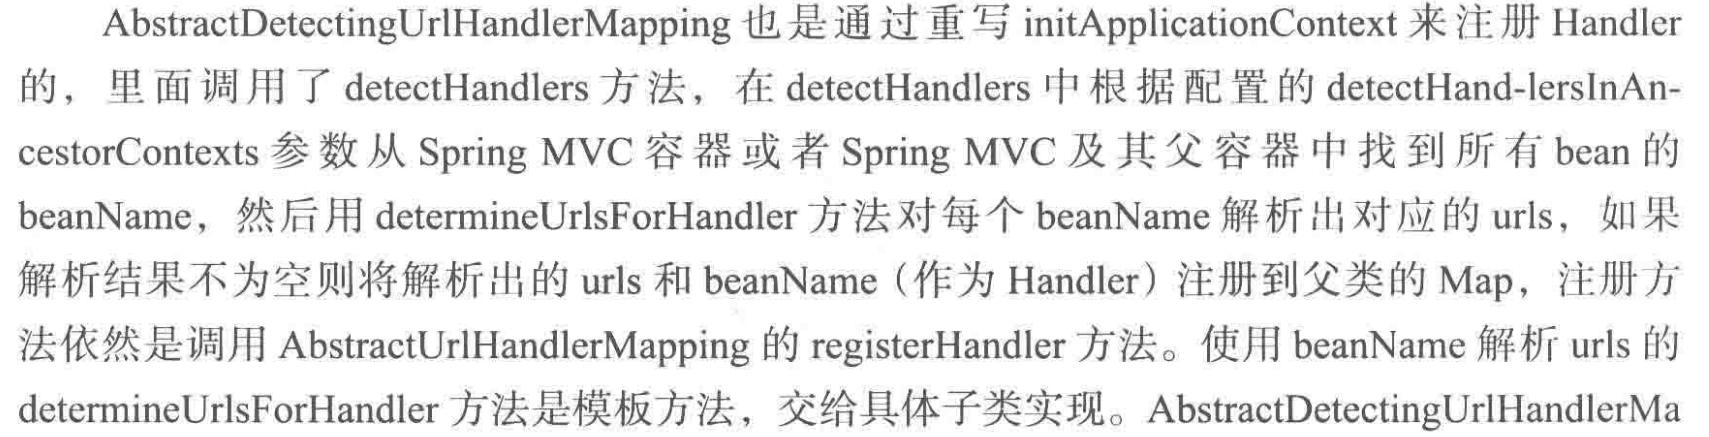 AbstractDetectingUrlHandlerMapping 也是通过重写 initApplicationContext 来注册 Handler
的，里面调用了 detectHandlers 方法，在 detectHandlers 中根据配置的 detectHand-lersInAn-
cestorContexts 参数从 Spring MVC 容器或者 Spring MVC 及其父容器中找到所有 bean 的
beanName，然后用 determineUrlsForHandler 方法对每个 beanName 解析出对应的 urls，如果
解析结果不为空则将解析出的 urls 和 beanName（作为 Handler）注册到父类的 Map，注册方
法依然是调用 AbstractUrlHandlerMapping 的 registerHandler 方法。使用 beanName 解析 urls 的
determineUrlsForHandler 方法是模板方法，交给具体子类实现。AbstractDetectingUrlHandlerMa